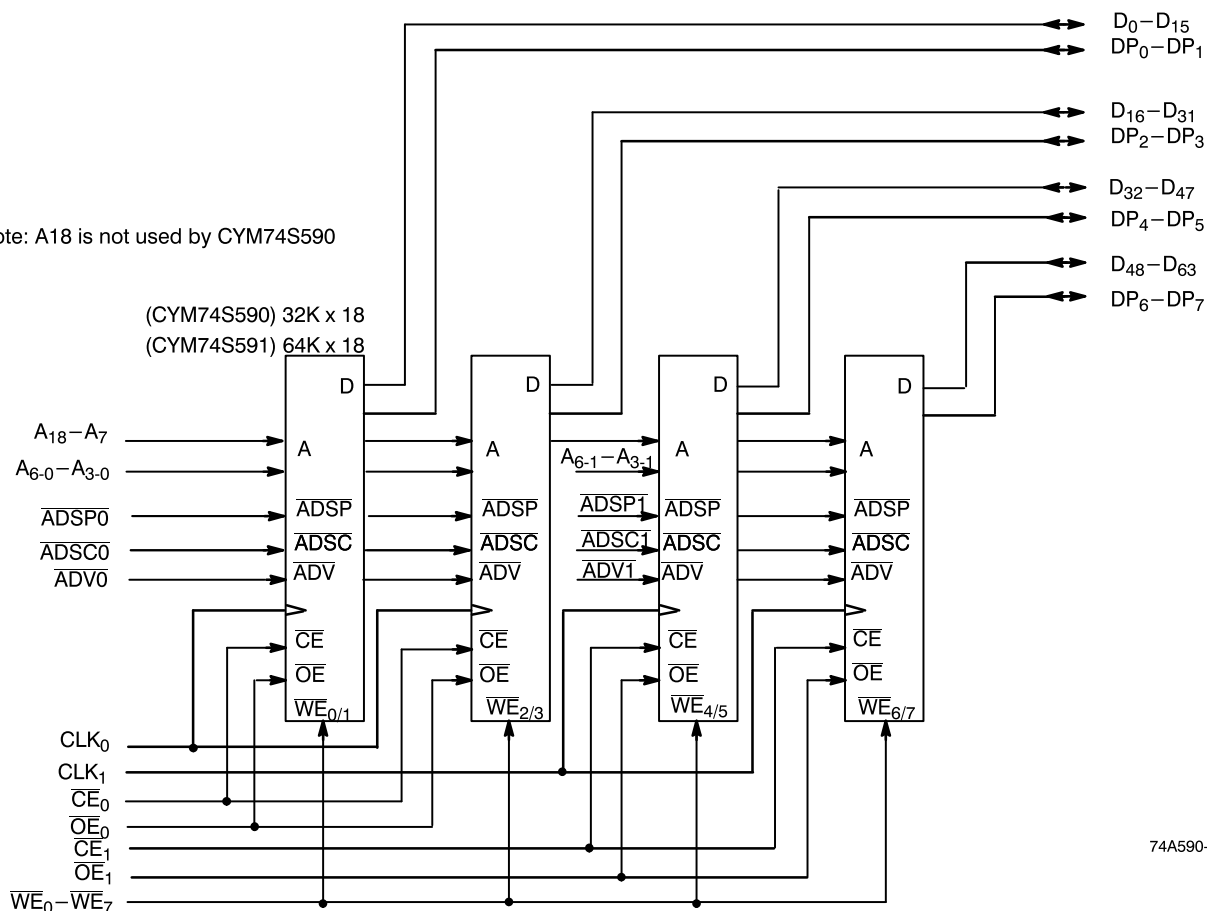 D0–D15
DP0–DP1
D16–D31
DP2–DP3
D32–D47
DP4–DP5
ote: A18 is not used by CYM74S590
D48–D63
DP6–DP7
(CYM74S590) 32K x 18
(CYM74S591) 64K x 18
D D D D
A18–A7
A A A A
A6-0–A3-0 A6-1–A3-1
ADSP0 ADSP ADSP ADSP1 ADSP ADSP
ADSC0 ADSC ADSC ADSC1 ADSC ADSC
ADV0 ADV ADV ADV1 ADV ADV
CE CE CE CE
OE OE OE OE
WE0/1 WE2/3 WE4/5 WE6/7
CLK0
CLK1
CE0
OE0
CE1
74A590-
OE1
WE0–WE7